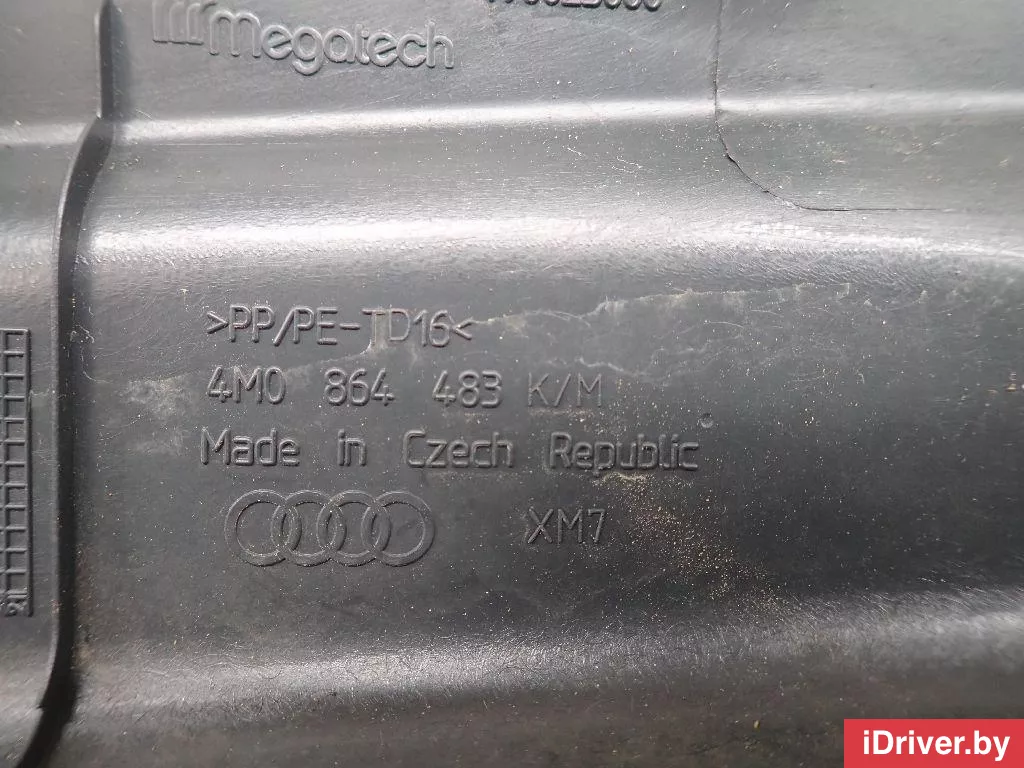 megatech
>PP/PE-TD16<
4M0 864 483 K/M
Made in Czech Republic
XM7
iDriver.by